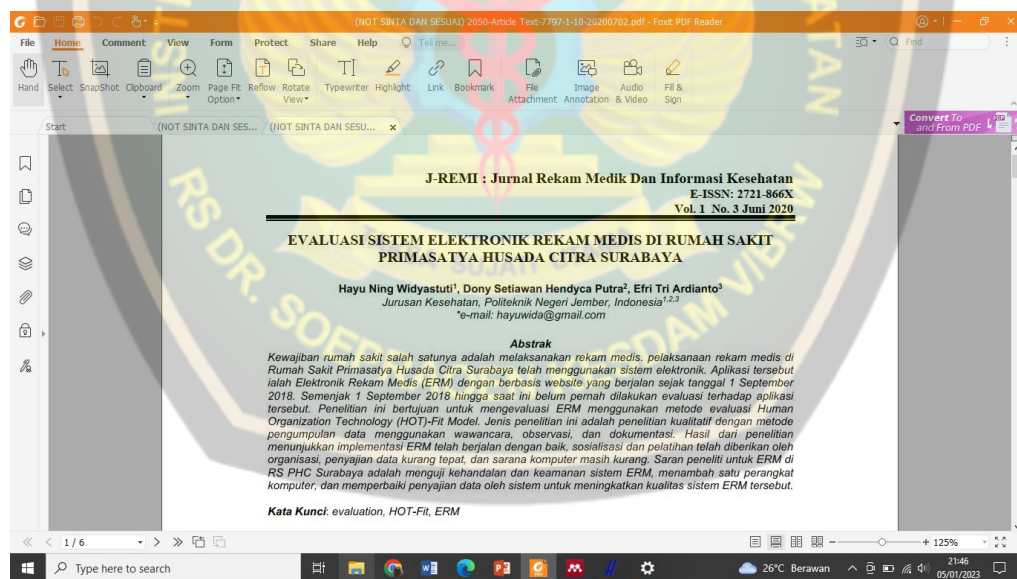 (NOT SINTA DAN SESUAI) 2050-Article Text-7797-1-10-20200702.pdf - Foxit PDF Reader
File Home Comment View Form Protect Share Help Tell me... Find
Hand Select SnapShot Clipboard Zoom Page Fit Option Reflow Rotate View Typewriter Highlight Link Bookmark File Attachment Image Annotation Audio & Video Fill & Sign
Start (NOT SINTA DAN SES... (NOT SINTA DAN SESU... x
Convert To and From PDF
J-REMI : Jurnal Rekam Medik Dan Informasi Kesehatan
E-ISSN: 2721-866X
Vol. 1 No. 3 Juni 2020
EVALUASI SISTEM ELEKTRONIK REKAM MEDIS DI RUMAH SAKIT
PRIMASATYA HUSADA CITRA SURABAYA
Hayu Ning Widyastuti¹, Dony Setiawan Hendyca Putra², Efri Tri Ardianto³
Jurusan Kesehatan, Politeknik Negeri Jember, Indonesia¹,²,³
*e-mail: hayuwida@gmail.com
Abstrak
Kewajiban rumah sakit salah satunya adalah melaksanakan rekam medis. pelaksanaan rekam medis di
Rumah Sakit Primasatya Husada Citra Surabaya telah menggunakan sistem elektronik. Aplikasi tersebut
ialah Elektronik Rekam Medis (ERM) dengan berbasis website yang berjalan sejak tanggal 1 September
2018. Semenjak 1 September 2018 hingga saat ini belum pernah dilakukan evaluasi terhadap aplikasi
tersebut. Penelitian ini bertujuan untuk mengevaluasi ERM menggunakan metode evaluasi Human
Organization Technology (HOT)-Fit Model. Jenis penelitian ini adalah penelitian kualitatif dengan metode
pengumpulan data menggunakan wawancara, observasi, dan dokumentasi. Hasil dari penelitian
menunjukkan implementasi ERM telah berjalan dengan baik, sosialisasi dan pelatihan telah diberikan oleh
organisasi, penyajian data kurang tepat, dan sarana komputer masih kurang. Saran peneliti untuk ERM di
RS PHC Surabaya adalah menguji kehandalan dan keamanan sistem ERM, menambah satu perangkat
komputer, dan memperbaiki penyajian data oleh sistem untuk meningkatkan kualitas sistem ERM tersebut.
Kata Kunci: evaluation, HOT-Fit, ERM
1 / 6 125%
Type here to search 26°C Berawan 21:46
05/01/2023